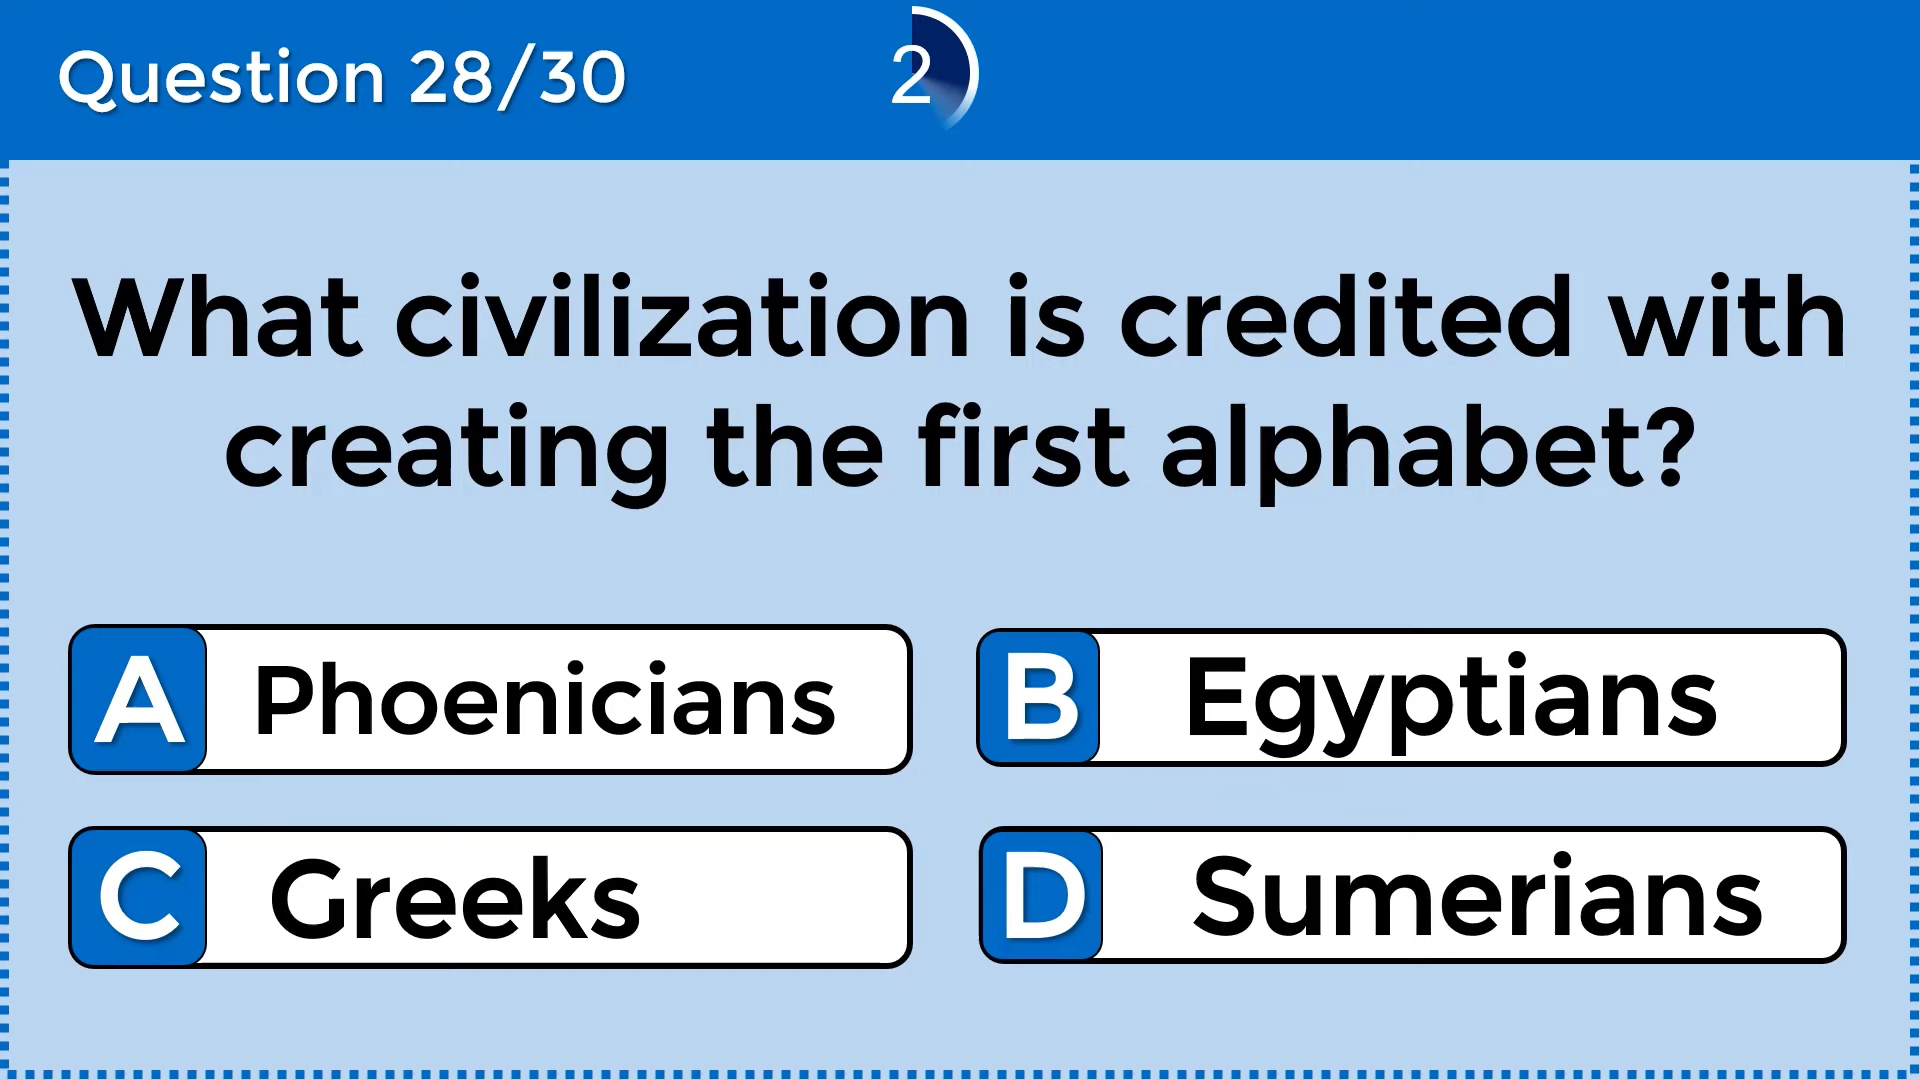 Question 28/30
2
What civilization is credited with
creating the first alphabet?
A Phoenicians
B Egyptians
C Greeks
D Sumerians